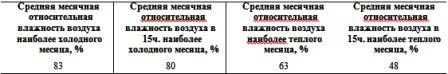 Средняя месячная относительная влажность воздуха наиболее холодного месяца, %
Средняя месячная относительная влажность воздуха в 15ч. наиболее холодного месяца, %
Средняя месячная относительная влажность воздуха наиболее теплого месяца, %
Средняя месячная относительная влажность воздуха в 15ч. наиболее теплого месяца, %
83 80 63 48